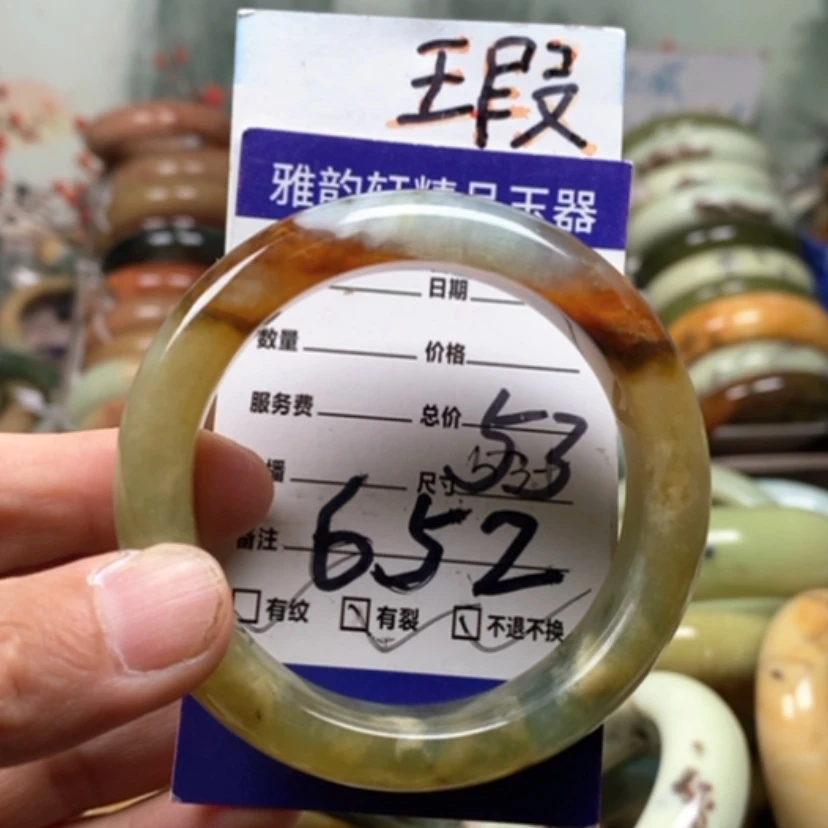 瑕
雅韵轩精品玉器
日期
数量 价格
服务费 总价 53
播 尺寸
备注 652
有纹 有裂 不退不换